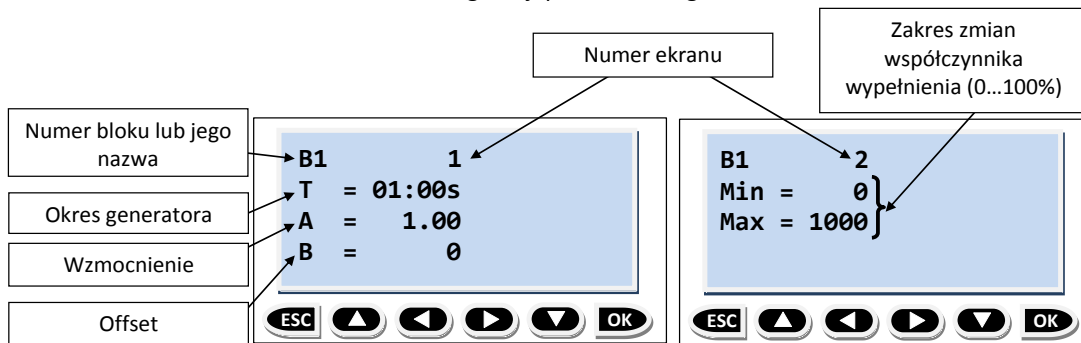 Numer ekranu
Zakres zmian
współczynnika
wypełnienia (0...100%)
Numer bloku lub jego
nazwa
Okres generatora
Wzmocnienie
Offset
B1 1
T = 01:00s
A = 1.00
B = 0
ESC OK
B1 2
Min = 0
Max = 1000
ESC OK